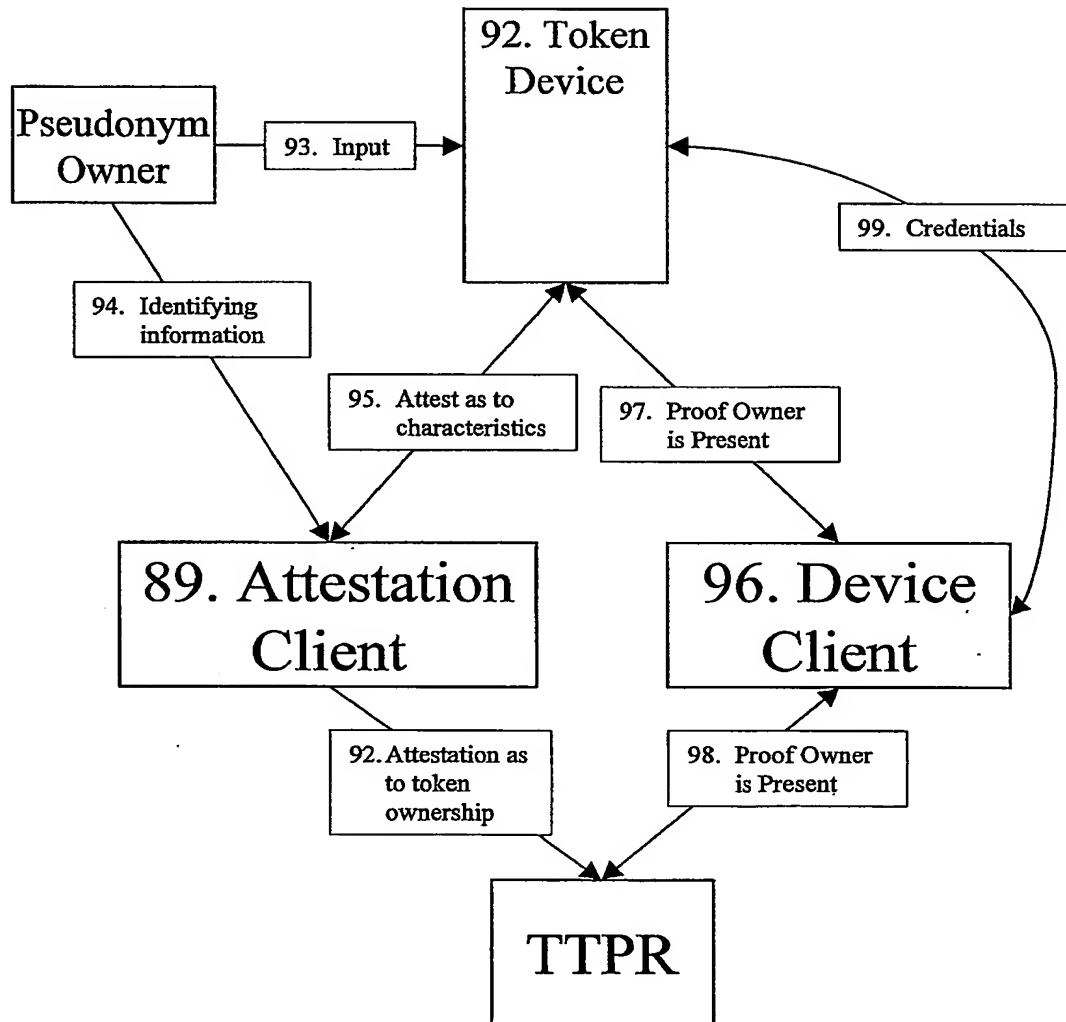 92. Token
Device
Pseudonym
Owner
93. Input
99. Credentials
94. Identifying
information
95. Attest as to
characteristics
97. Proof Owner
is Present
89. Attestation
Client
96. Device
Client
92. Attestation as
to token
ownership
98. Proof Owner
is Present
TTPR